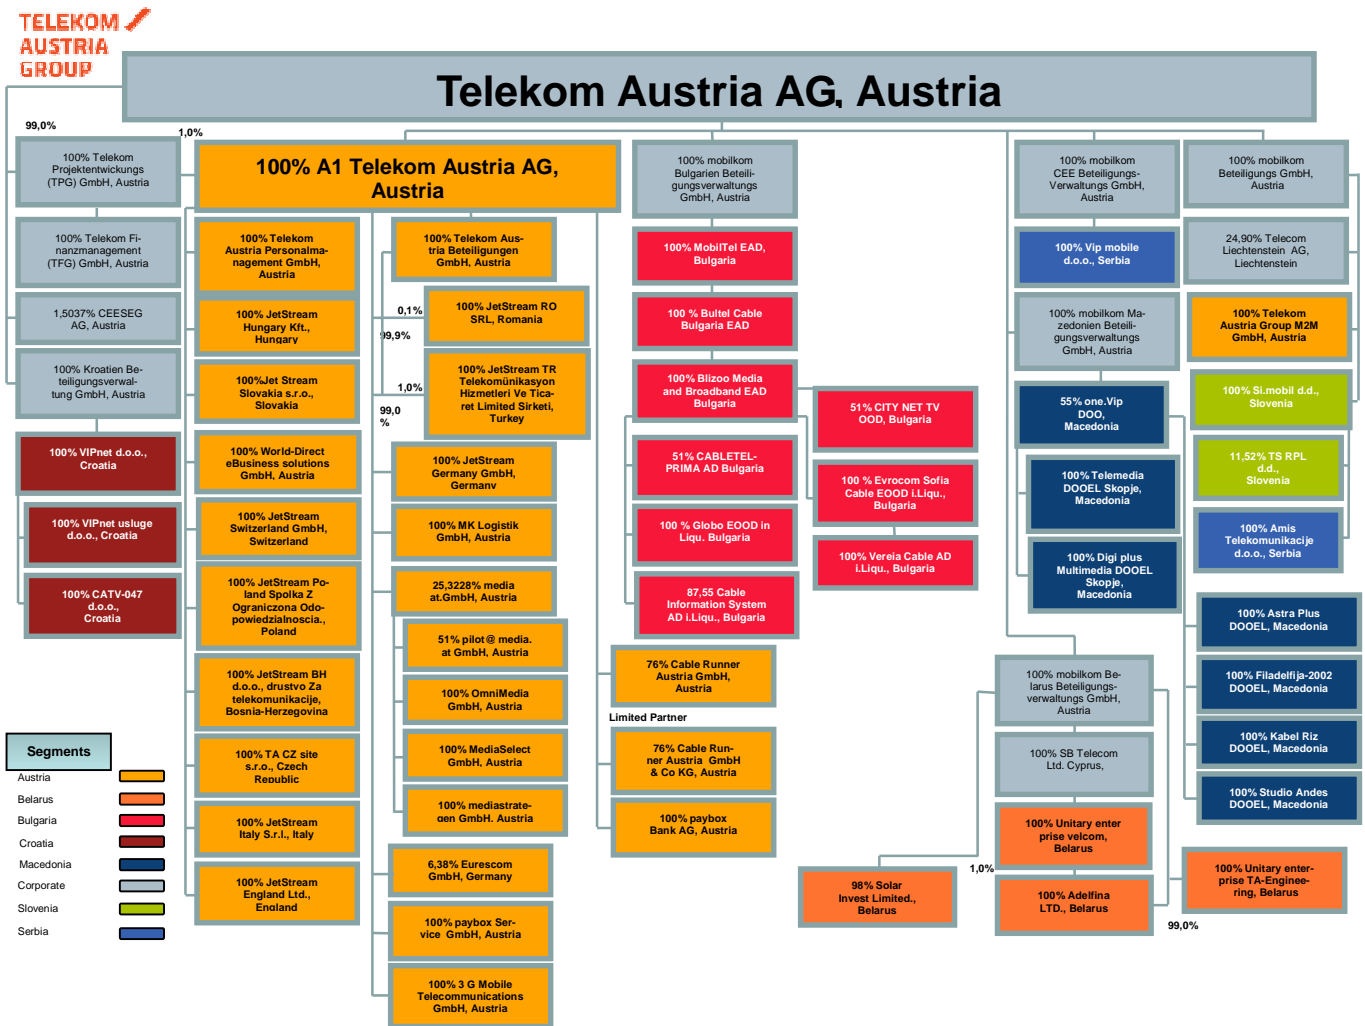 TELEKOM
AUSTRIA
GROUP
Telekom Austria AG, Austria
99,0%
1,0%
100% Telekom
Projektentwickungs
(TPG) GmbH, Austria
100% Telekom Fi-
nanzmanagement
(TFG) GmbH, Austria
1,5037% CEESEG
AG, Austria
100% Kroatien Be-
teiligungsverwal-
tung GmbH, Austria
100% VIPnet d.o.o.,
Croatia
100% VIPnet usluge
d.o.o., Croatia
100% CATV-047
d.o.o.,
Croatia
100% A1 Telekom Austria AG,
Austria
100% Telekom
Austria Personalma-
nagement GmbH,
Austria
100% JetStream
Hungary Kft.,
Hungary
100%Jet Stream
Slovakia s.r.o.,
Slovakia
100% World-Direct
eBusiness solutions
GmbH, Austria
100% JetStream
Switzerland GmbH,
Switzerland
100% JetStream Po-
land Spolka Z
Ograniczona Odo-
powiedzialnoscia.,
Poland
100% JetStream BH
d.o.o., drustvo Za
telekomunikacije,
Bosnia-Herzegovina
100% TA CZ site
s.r.o., Czech
Republic
100% JetStream
Italy S.r.l., Italy
100% JetStream
England Ltd.,
England
100% Telekom Aus-
tria Beteiligungen
GmbH, Austria
0,1%
99,9%
100% JetStream RO
SRL, Romania
1,0%
99,0
%
100% JetStream TR
Telekomünikasyon
Hizmetleri Ve Tica-
ret Limited Sirketi,
Turkey
100% JetStream
Germany GmbH,
Germany
100% MK Logistik
GmbH, Austria
25,3228% media
at.GmbH, Austria
51% pilot@ media.
at GmbH, Austria
100% OmniMedia
GmbH, Austria
100% MediaSelect
GmbH, Austria
100% mediastrate-
gen GmbH. Austria
6,38% Eurescom
GmbH, Germany
100% paybox Ser-
vice GmbH, Austria
100% 3 G Mobile
Telecommunications
GmbH, Austria
76% Cable Runner
Austria GmbH,
Austria
Limited Partner
76% Cable Run-
ner Austria GmbH
& Co KG, Austria
100% paybox
Bank AG, Austria
100% mobilkom
Bulgarien Beteili-
gungsverwaltungs
GmbH, Austria
100% MobilTel EAD,
Bulgaria
100 % Bultel Cable
Bulgaria EAD
100% Blizoo Media
and Broadband EAD
Bulgaria
51% CABLETEL-
PRIMA AD Bulgaria
100 % Globo EOOD in
Liqu. Bulgaria
87,55 Cable
Information System
AD i.Liqu., Bulgaria
51% CITY NET TV
OOD, Bulgaria
100 % Evrocom Sofia
Cable EOOD i.Liqu.,
Bulgaria
100% Vereia Cable AD
i.Liqu., Bulgaria
100% mobilkom
CEE Beteiligungs-
Verwaltungs GmbH,
Austria
100% Vip mobile
d.o.o., Serbia
100% mobilkom Ma-
zedonien Beteili-
gungsverwaltungs
GmbH, Austria
55% one.Vip
DOO,
Macedonia
100% Telemedia
DOOEL Skopje,
Macedonia
100% Digi plus
Multimedia DOOEL
Skopje,
Macedonia
100% mobilkom
Beteiligungs GmbH,
Austria
24,90% Telecom
Liechtenstein AG,
Liechtenstein
100% Telekom
Austria Group M2M
GmbH, Austria
100% Si.mobil d.d.,
Slovenia
11,52% TS RPL
d.d.,
Slovenia
100% Amis
Telekomunikacije
d.o.o., Serbia
100% Astra Plus
DOOEL, Macedonia
100% Filadelfija-2002
DOOEL, Macedonia
100% Kabel Riz
DOOEL, Macedonia
100% Studio Andes
DOOEL, Macedonia
100% mobilkom Be-
larus Beteiligungs-
verwaltungs GmbH,
Austria
100% SB Telecom
Ltd. Cyprus,
100% Unitary enter
prise velcom,
Belarus
1,0%
100% Adelfina
LTD., Belarus
98% Solar
Invest Limited.,
Belarus
100% Unitary enter-
prise TA-Enginee-
ring, Belarus
99,0%
Segments
Austria
Belarus
Bulgaria
Croatia
Macedonia
Corporate
Slovenia
Serbia